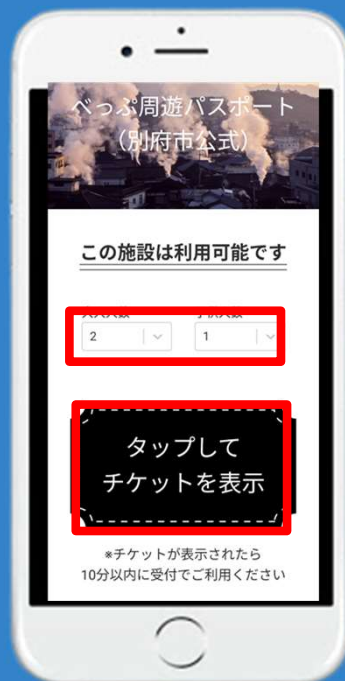 べっぷ周遊パスポート
（別府市公式）
この施設は利用可能です
2
1
タップして
チケットを表示
※チケットが表示されたら
10分以内に受付でご利用ください